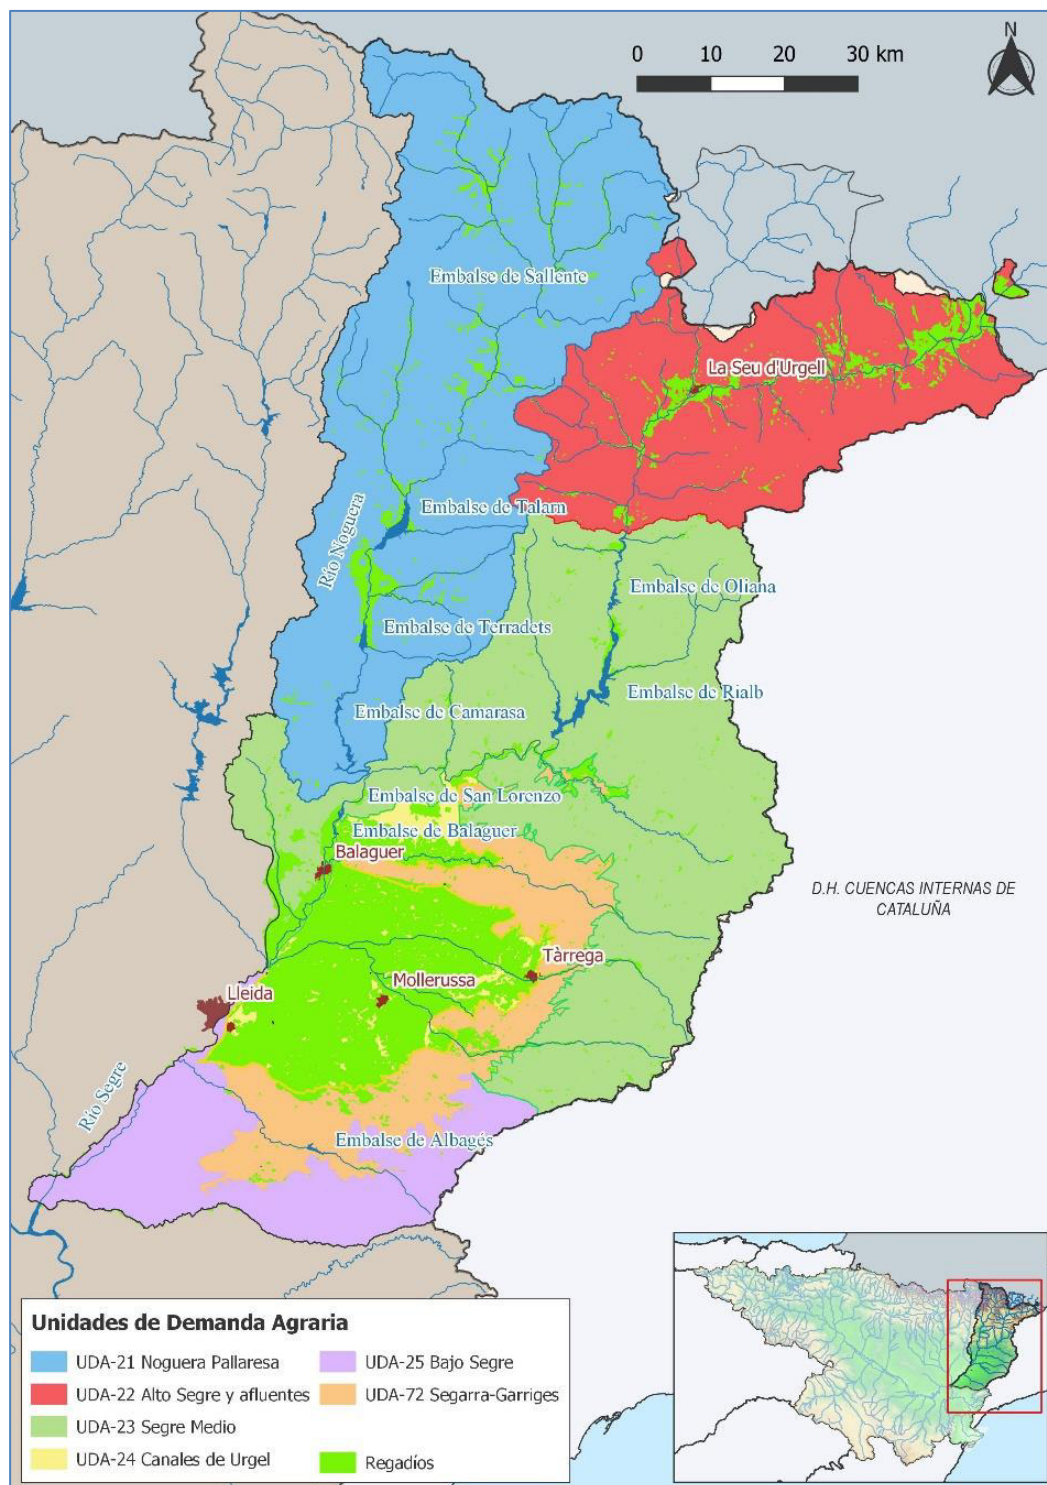 N
0 10 20 30 km
Embalse de Sallente
La Seu d'Urgell
Río Noguera
Embalse de Talarn
Embalse de Oliana
Embalse de Terradets
Embalse de Rialb
Embalse de Camarasa
Embalse de San Lorenzo
Embalse de Balaguer
Balaguer
D.H. CUENCAS INTERNAS DE
CATALUÑA
Tàrrega
Mollerussa
Lleida
Río Segre
Embalse de Albagés
Unidades de Demanda Agraria
UDA-21 Noguera Pallaresa
UDA-22 Alto Segre y afluentes
UDA-23 Segre Medio
UDA-24 Canales de Urgel
UDA-25 Bajo Segre
UDA-72 Segarra-Garriges
Regadíos